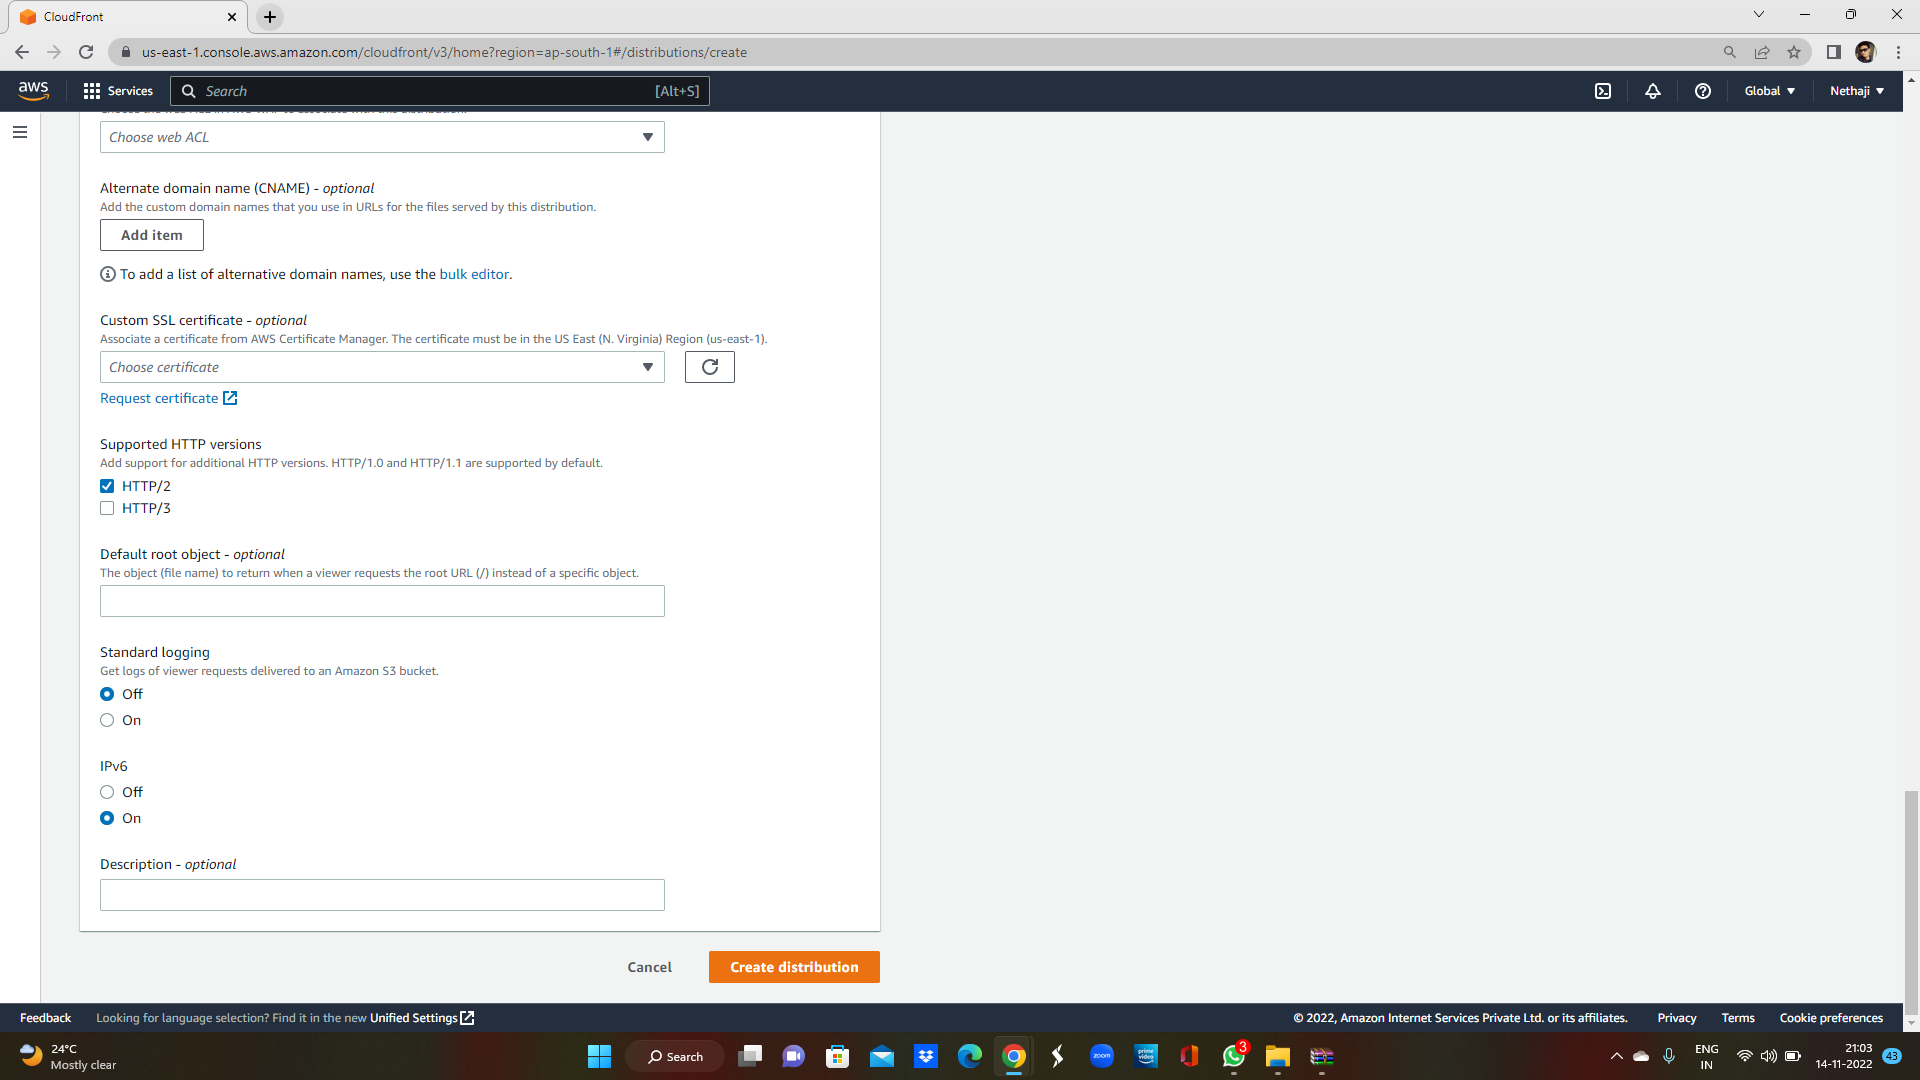 CloudFront
us-east-1.console.aws.amazon.com/cloudfront/v3/home?region=ap-south-1#/distributions/create
aws Services Search [Alt+S] Global Nethaji
Choose web ACL
Alternate domain name (CNAME) - optional
Add the custom domain names that you use in URLs for the files served by this distribution.
Add item
To add a list of alternative domain names, use the bulk editor.
Custom SSL certificate - optional
Associate a certificate from AWS Certificate Manager. The certificate must be in the US East (N. Virginia) Region (us-east-1).
Choose certificate
Request certificate
Supported HTTP versions
Add support for additional HTTP versions. HTTP/1.0 and HTTP/1.1 are supported by default.
HTTP/2
HTTP/3
Default root object - optional
The object (file name) to return when a viewer requests the root URL (/) instead of a specific object.
Standard logging
Get logs of viewer requests delivered to an Amazon S3 bucket.
Off
On
IPv6
Off
On
Description - optional
Cancel Create distribution
Feedback Looking for language selection? Find it in the new Unified Settings © 2022, Amazon Internet Services Private Ltd. or its affiliates. Privacy Terms Cookie preferences
24°C
Mostly clear
Search
zoom
prime video
3
ENG
IN
21:03
14-11-2022
43